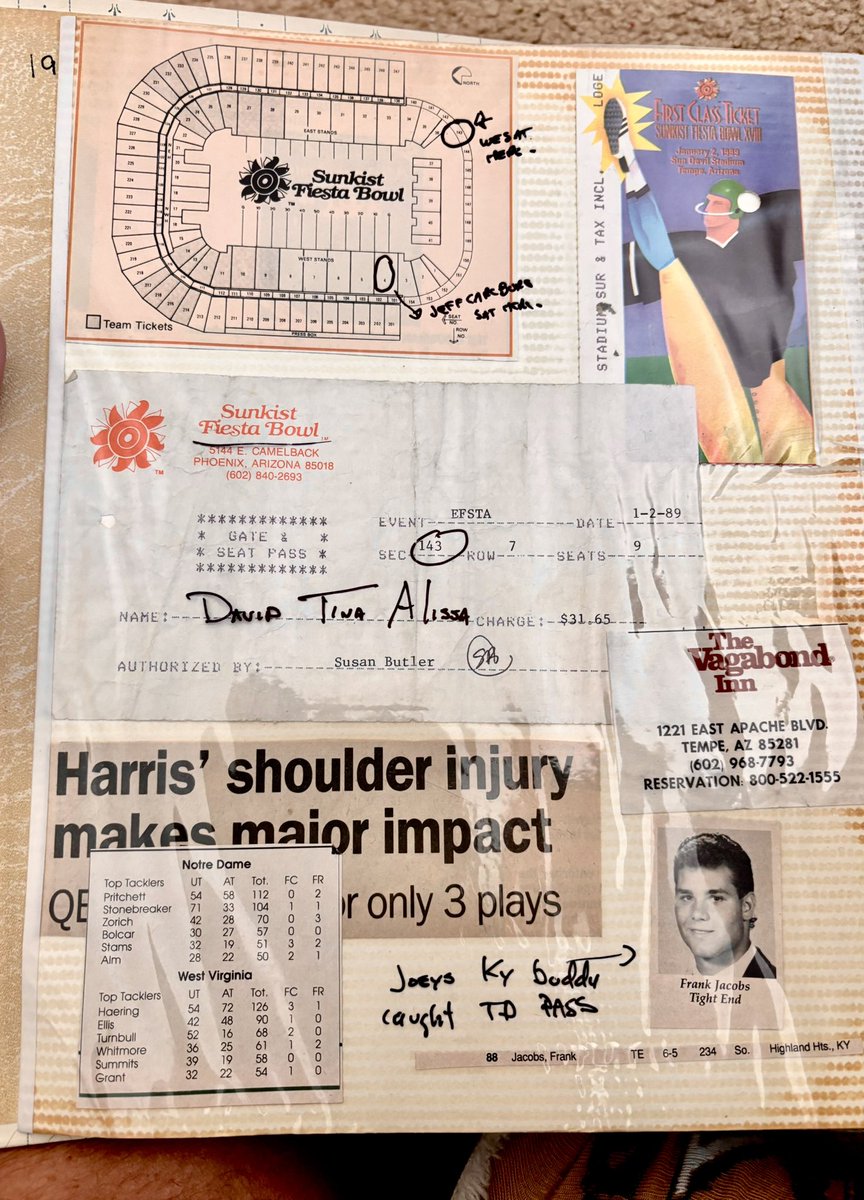 19
Sunkist
Fiesta Bowl
NORTH
EAST STANDS
WEST STANDS
PRESS BOX
Team Tickets
SEAT NO.
ROW NO
WE SAT
HERE.
JEFF
SAT
STADIUM SUR & TAX INCL. LOGE
FIRST CLASS TICKET
SUNKIST FIESTA BOWL XVIII
January 2, 1989
Sun Devil Stadium
Tempe, Arizona
Sunkist
Fiesta Bowl
5144 E. CAMELBACK
PHOENIX, ARIZONA 85018
(602) 840-2693
************
* GATE & *
* SEAT PASS *
************
EVENT EFSTA DATE 1-2-89
SEC 143 ROW 7 SEATS 9
NAME: DAVID TINA ALISSA CHARGE: $31.65
AUTHORIZED BY: Susan Butler SB
The
Vagabond
Inn
1221 EAST APACHE BLVD.
TEMPE, AZ 85281
(602) 968-7793
RESERVATION: 800-522-1555
Harris' shoulder injury
makes major impact
or only 3 plays
Notre Dame
Top Tacklers UT AT Tot. FC FR
Pritchett 54 58 112 0 2
Stonebreaker 71 33 104 1 1
Zorich 42 28 70 0 3
Bolcar 30 27 57 0 0
Stams 32 19 51 3 2
Alm 28 22 50 2 1
West Virginia
Top Tacklers UT AT Tot. FC FR
Haering 54 72 126 3 1
Ellis 42 48 90 1 0
Turnbull 52 16 68 2 0
Whitmore 36 25 61 1 2
Summits 39 19 58 0 0
Grant 32 22 54 1 0
JOEYS KY buddy
caught TD PASS
Frank Jacobs
Tight End
88 Jacobs, Frank TE 6-5 234 So. Highland Hts., KY